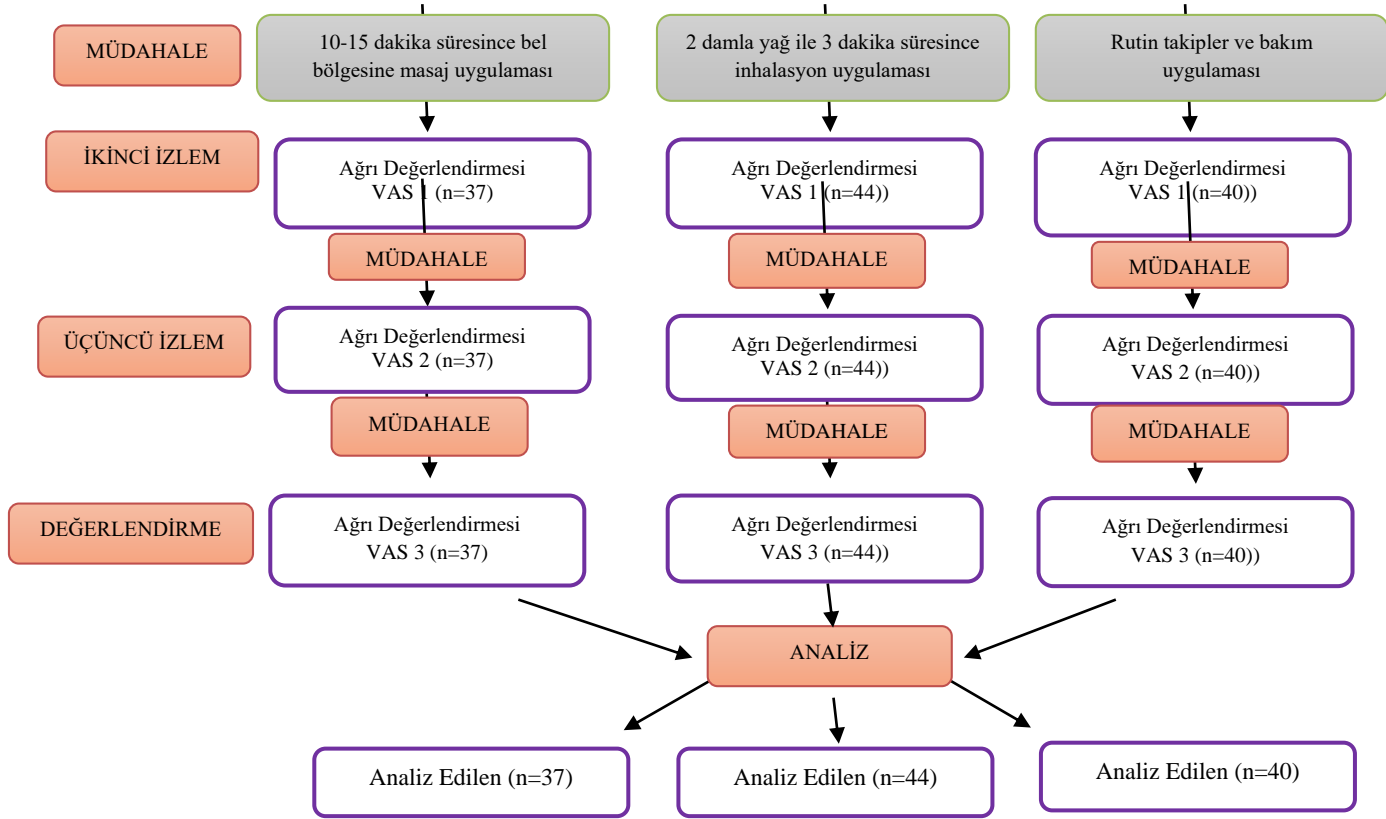 MÜDAHALE
10-15 dakika süresince bel
bölgesine masaj uygulaması
2 damla yağ ile 3 dakika süresince
inhalasyon uygulaması
Rutin takipler ve bakım
uygulaması
İKİNCİ İZLEM
Ağrı Değerlendirmesi
VAS 1 (n=37)
Ağrı Değerlendirmesi
VAS 1 (n=44))
Ağrı Değerlendirmesi
VAS 1 (n=40))
MÜDAHALE
MÜDAHALE
MÜDAHALE
ÜÇÜNCÜ İZLEM
Ağrı Değerlendirmesi
VAS 2 (n=37)
Ağrı Değerlendirmesi
VAS 2 (n=44))
Ağrı Değerlendirmesi
VAS 2 (n=40))
MÜDAHALE
MÜDAHALE
MÜDAHALE
DEĞERLENDİRME
Ağrı Değerlendirmesi
VAS 3 (n=37)
Ağrı Değerlendirmesi
VAS 3 (n=44))
Ağrı Değerlendirmesi
VAS 3 (n=40))
ANALİZ
Analiz Edilen (n=37)
Analiz Edilen (n=44)
Analiz Edilen (n=40)